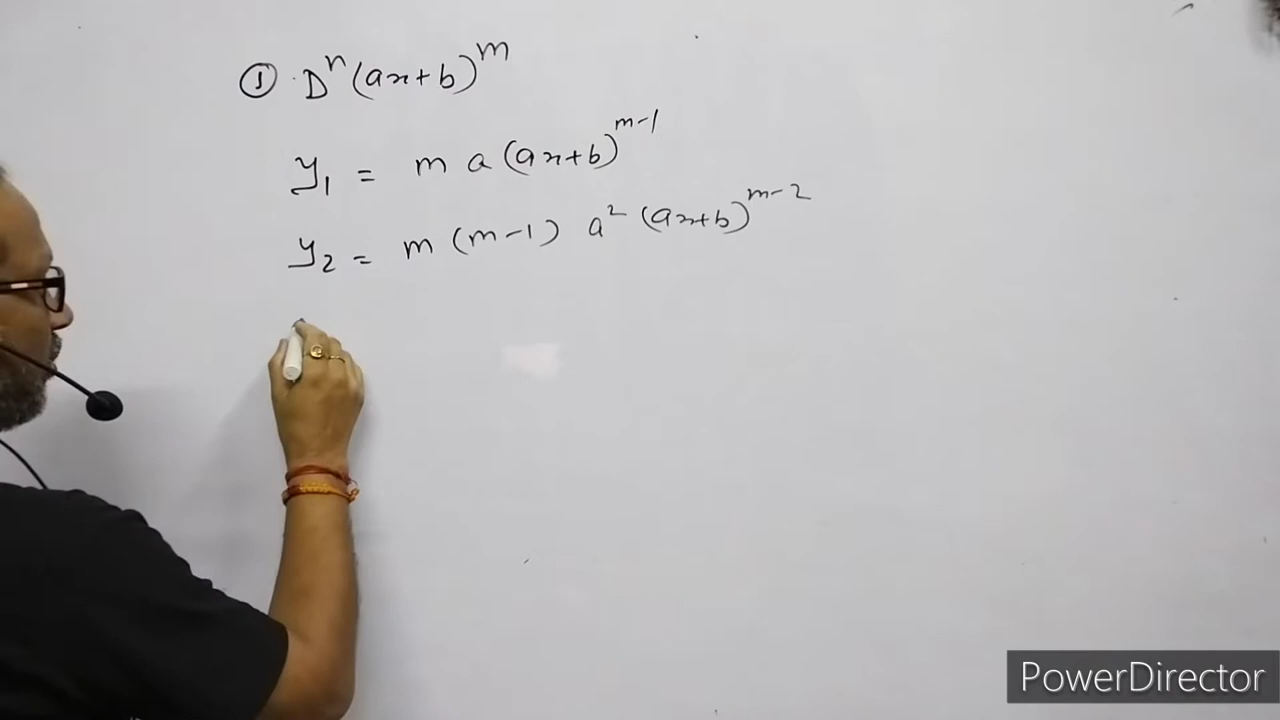 ① Dⁿ(ax+b)ᵐ
y₁ = m a (ax+b)ᵐ⁻¹
y₂ = m (m-1) a² (ax+b)ᵐ⁻²
PowerDirector